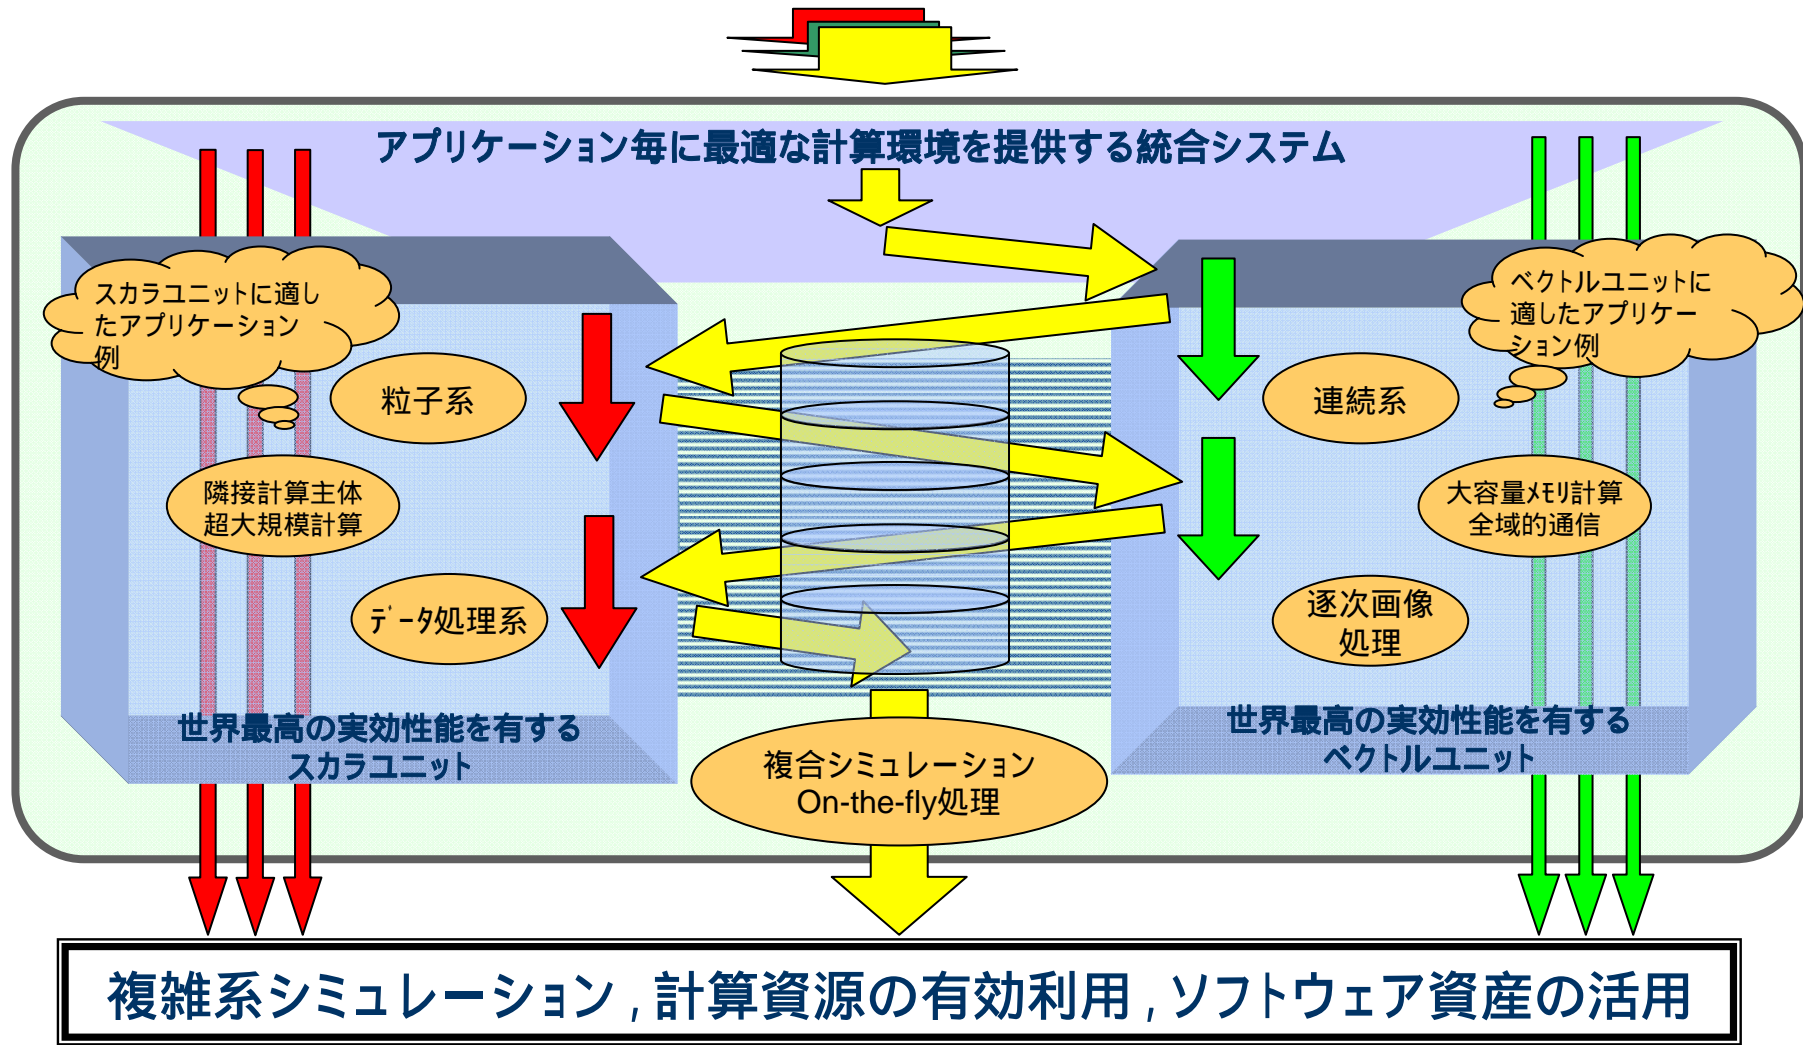 アプリケーション毎に最適な計算環境を提供する統合システム
スカラユニットに適し
たアプリケーション
例
粒子系
隣接計算主体
超大規模計算
ﾃﾞｰﾀ処理系
世界最高の実効性能を有する
スカラユニット
ベクトルユニットに
適したアプリケー
ション例
連続系
大容量ﾒﾓﾘ計算
全域的通信
逐次画像
処理
世界最高の実効性能を有する
ベクトルユニット
複合シミュレーション
On-the-fly処理
複雑系シミュレーション，計算資源の有効利用，ソフトウェア資産の活用